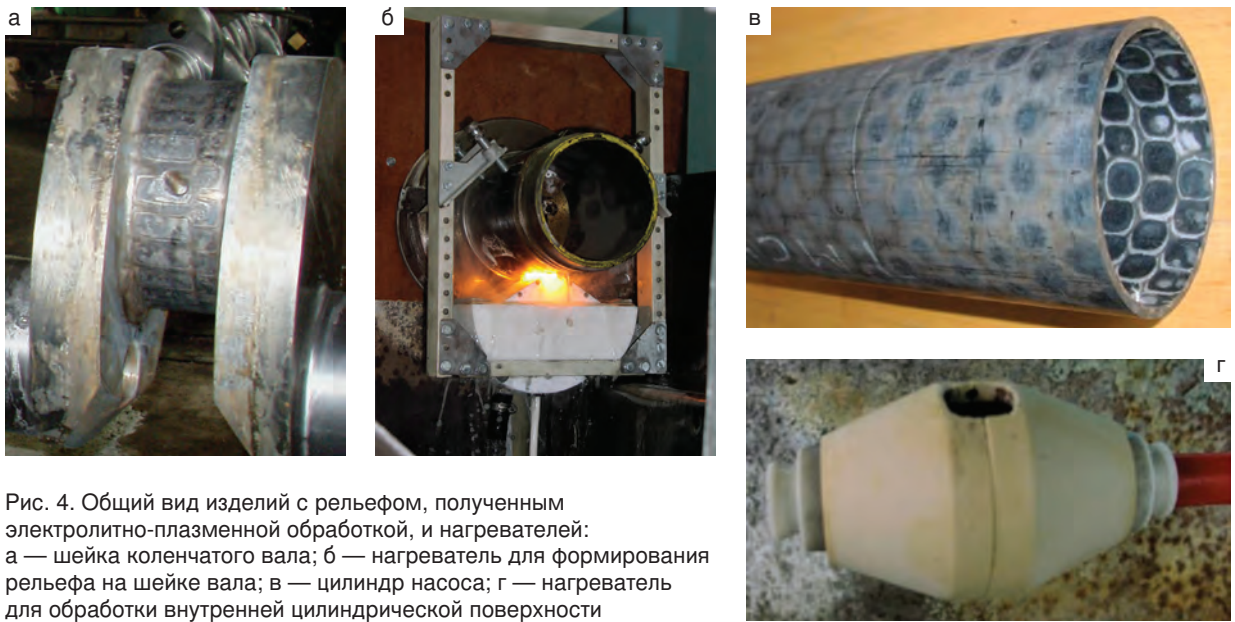 а
б
в
г
Рис. 4. Общий вид изделий с рельефом, полученным
электролитно-плазменной обработкой, и нагревателей:
а — шейка коленчатого вала; б — нагреватель для формирования
рельефа на шейке вала; в — цилиндр насоса; г — нагреватель
для обработки внутренней цилиндрической поверхности